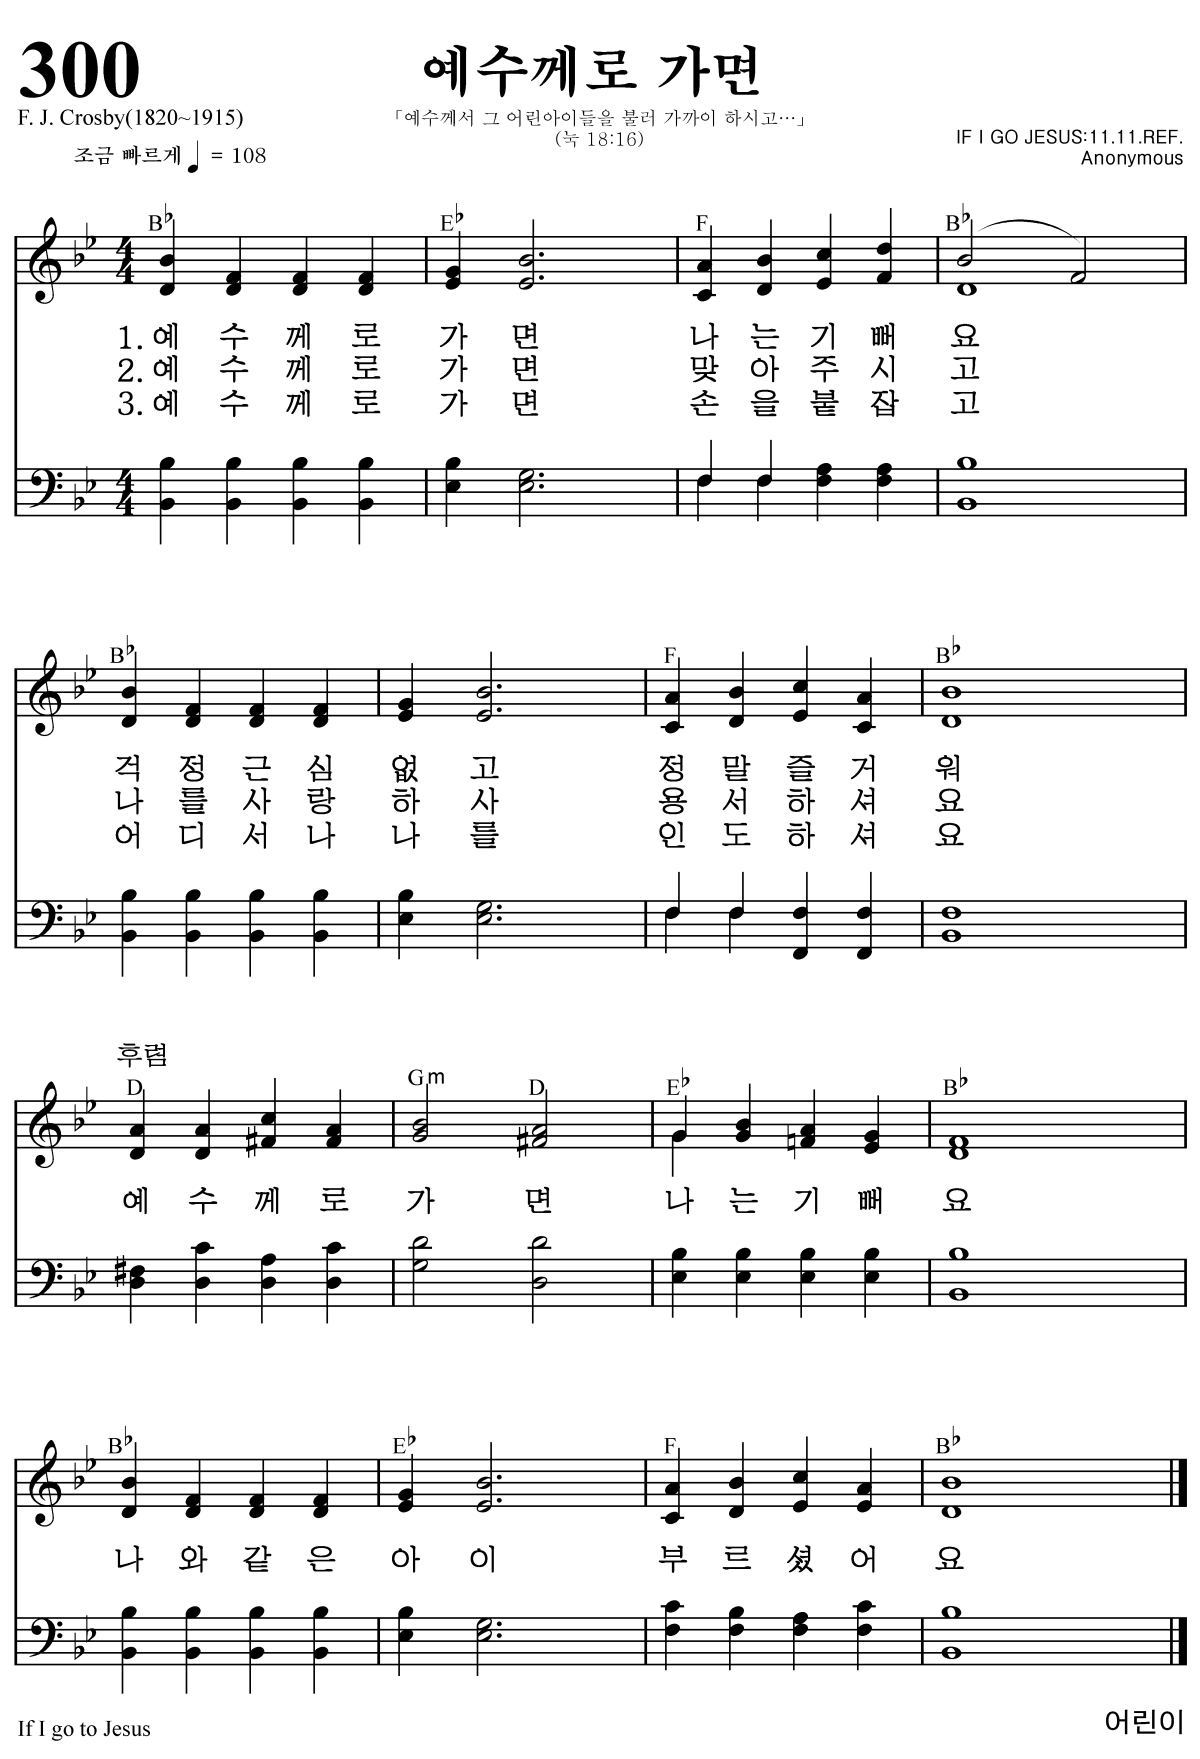 300
예수께로 가면
F. J. Crosby(1820~1915)
「예수께서 그 어린아이들을 불러 가까이 하시고…」
(눅 18:16)
IF I GO JESUS:11.11.REF.
Anonymous
조금 빠르게 ♩ = 108
B♭ E♭ F B♭
1. 예 수 께 로 가 면 나 는 기 뻐 요
2. 예 수 께 로 가 면 맞 아 주 시 고
3. 예 수 께 로 가 면 손 을 붙 잡 고
B♭ F B♭
걱 정 근 심 없 고 정 말 즐 거 워
나 를 사 랑 하 사 용 서 하 셔 요
어 디 서 나 나 를 인 도 하 셔 요
후렴
D Gm D E♭ B♭
예 수 께 로 가 면 나 는 기 뻐 요
B♭ E♭ F B♭
나 와 같 은 아 이 부 르 셨 어 요
If I go to Jesus
어린이